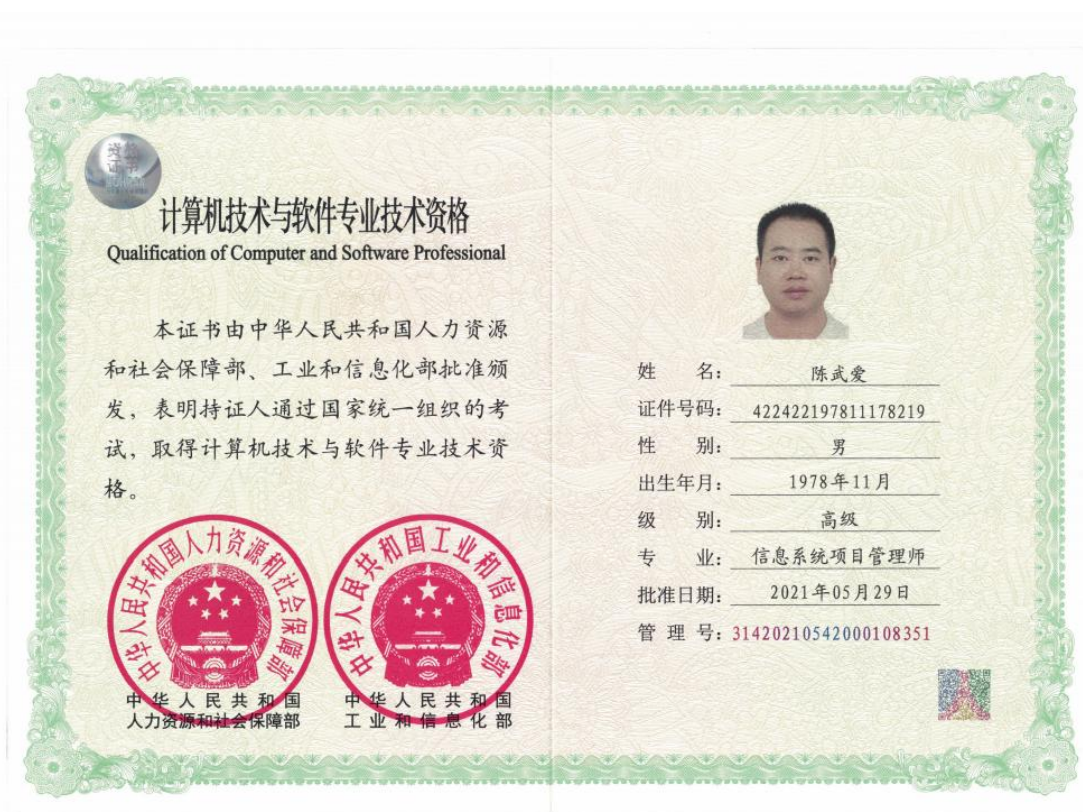 计算机技术与软件专业技术资格
Qualification of Computer and Software Professional
本证书由中华人民共和国人力资源
和社会保障部、工业和信息化部批准颁
发，表明持证人通过国家统一组织的考
试，取得计算机技术与软件专业技术资
格。
中华人民共和国人力资源和社会保障部
中华人民共和国工业和信息化部
中华人民共和国
人力资源和社会保障部
中华人民共和国
工业和信息化部
姓 名：陈武爱
证件号码：422422197811178219
性 别：男
出生年月：1978年11月
级 别：高级
专 业：信息系统项目管理师
批准日期：2021年05月29日
管 理 号：31420210542000108351